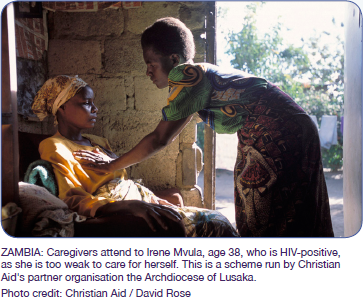 ZAMBIA: Caregivers attend to Irene Mvula, age 38, who is HIV-positive,
as she is too weak to care for herself. This is a scheme run by Christian
Aid's partner organisation the Archdiocese of Lusaka.
Photo credit: Christian Aid / David Rose